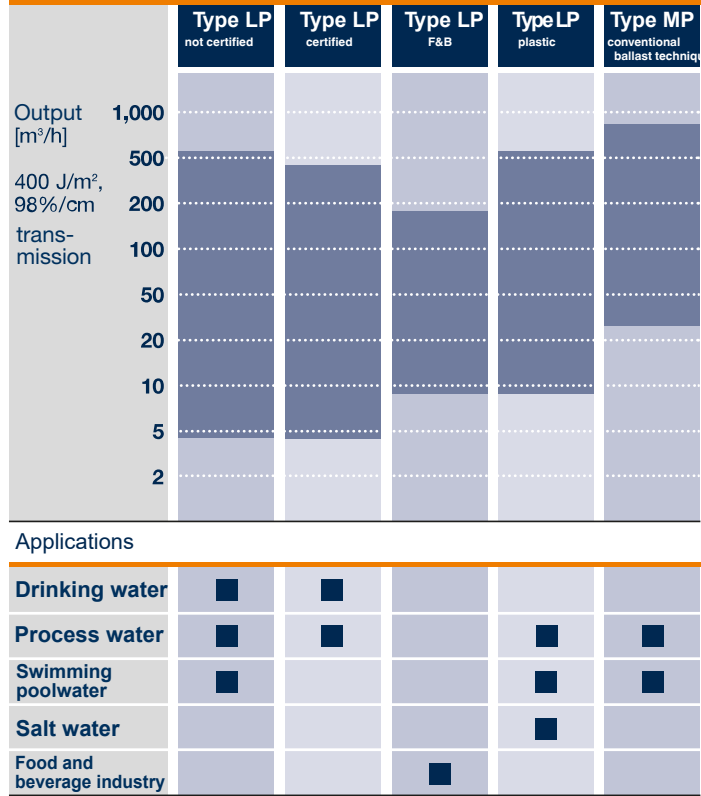 Type LP
not certified
Type LP
certified
Type LP
F&B
Type LP
plastic
Type MP
conventional
ballast techniqu
Output
[m³/h]
400 J/m²,
98%/cm
trans-
mission
1,000
500
200
100
50
20
10
5
2
Applications
Drinking water
Process water
Swimming
poolwater
Salt water
Food and
beverage industry